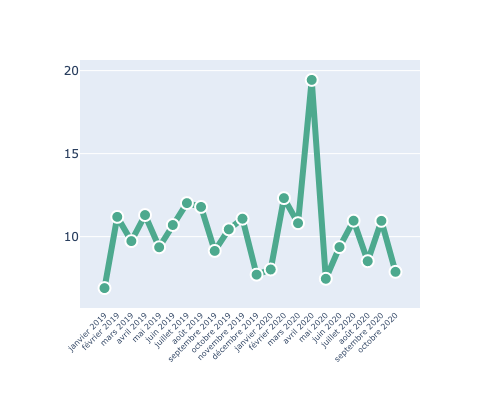 20
15
10
janvier 2019
février 2019
mars 2019
avril 2019
mai 2019
juin 2019
juillet 2019
août 2019
septembre 2019
octobre 2019
novembre 2019
décembre 2019
janvier 2020
février 2020
mars 2020
avril 2020
mai 2020
juin 2020
juillet 2020
août 2020
septembre 2020
octobre 2020